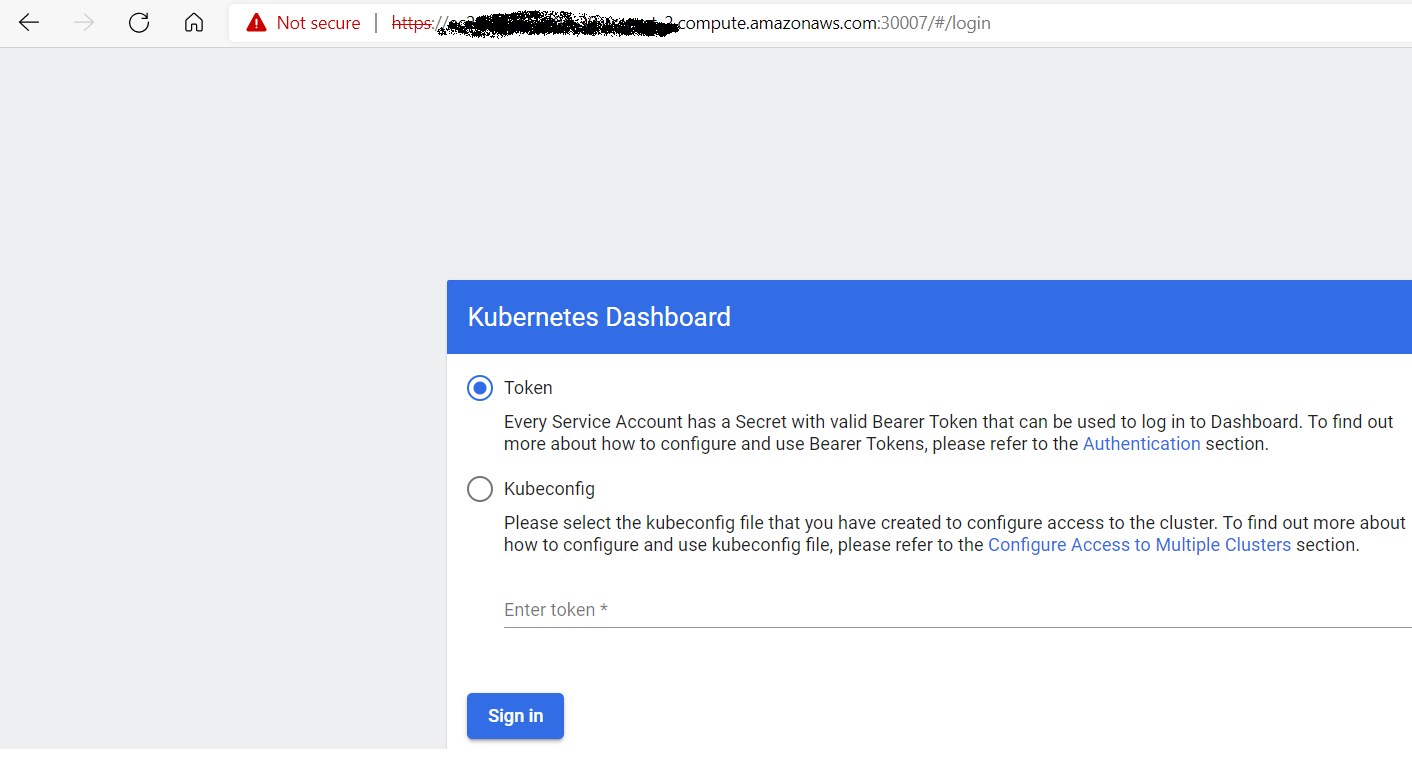 Not secure | https://compute.amazonaws.com:30007/#/login
Kubernetes Dashboard
Token
Every Service Account has a Secret with valid Bearer Token that can be used to log in to Dashboard. To find out
more about how to configure and use Bearer Tokens, please refer to the Authentication section.
Kubeconfig
Please select the kubeconfig file that you have created to configure access to the cluster. To find out more about
how to configure and use kubeconfig file, please refer to the Configure Access to Multiple Clusters section.
Enter token *
Sign in